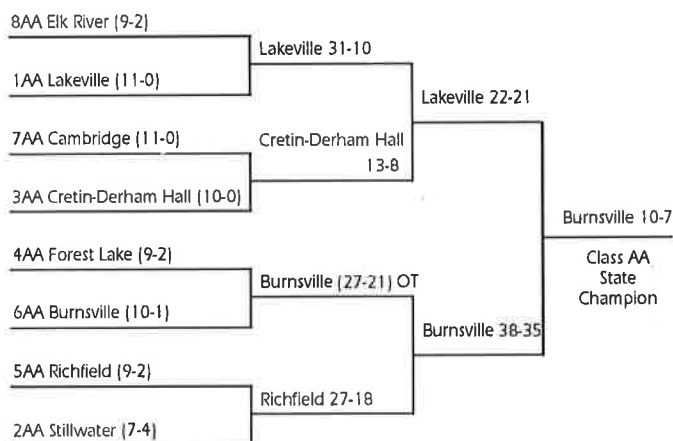 8AA Elk River (9-2)
Lakeville 31-10
1AA Lakeville (11-0)
Lakeville 22-21
7AA Cambridge (11-0)
Cretin-Derham Hall
13-8
3AA Cretin-Derham Hall (10-0)
Burnsville 10-7
Class AA
State
Champion
4AA Forest Lake (9-2)
Burnsville (27-21) OT
6AA Burnsville (10-1)
Burnsville 38-35
5AA Richfield (9-2)
Richfield 27-18
2AA Stillwater (7-4)